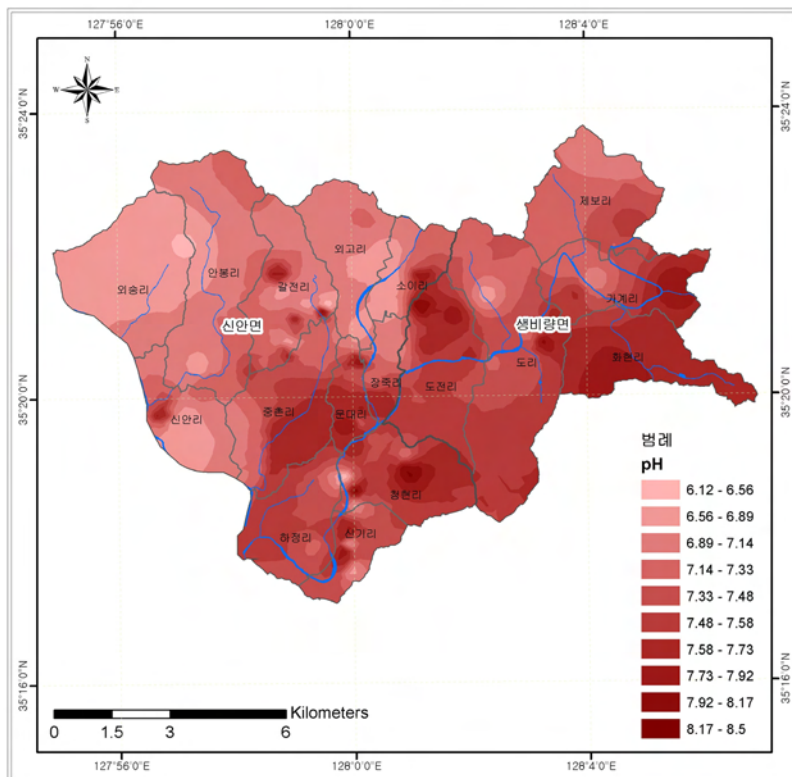 127°56'0"E 128°0'0"E 128°4'0"E
N
W E
S
35°24'0"N 35°24'0"N
제보리
외고리
안봉리
갈전리
소이리
외송리
가계리
신안면
생비량면
화현리
장죽리
도전리
도리
35°20'0"N 35°20'0"N
중촌리
문대리
신안리
청현리
하정리
산기리
범례
pH
6.12 - 6.56
6.56 - 6.89
6.89 - 7.14
7.14 - 7.33
7.33 - 7.48
7.48 - 7.58
7.58 - 7.73
7.73 - 7.92
7.92 - 8.17
8.17 - 8.5
35°16'0"N 35°16'0"N
Kilometers
0 1.5 3 6
127°56'0"E 128°0'0"E 128°4'0"E